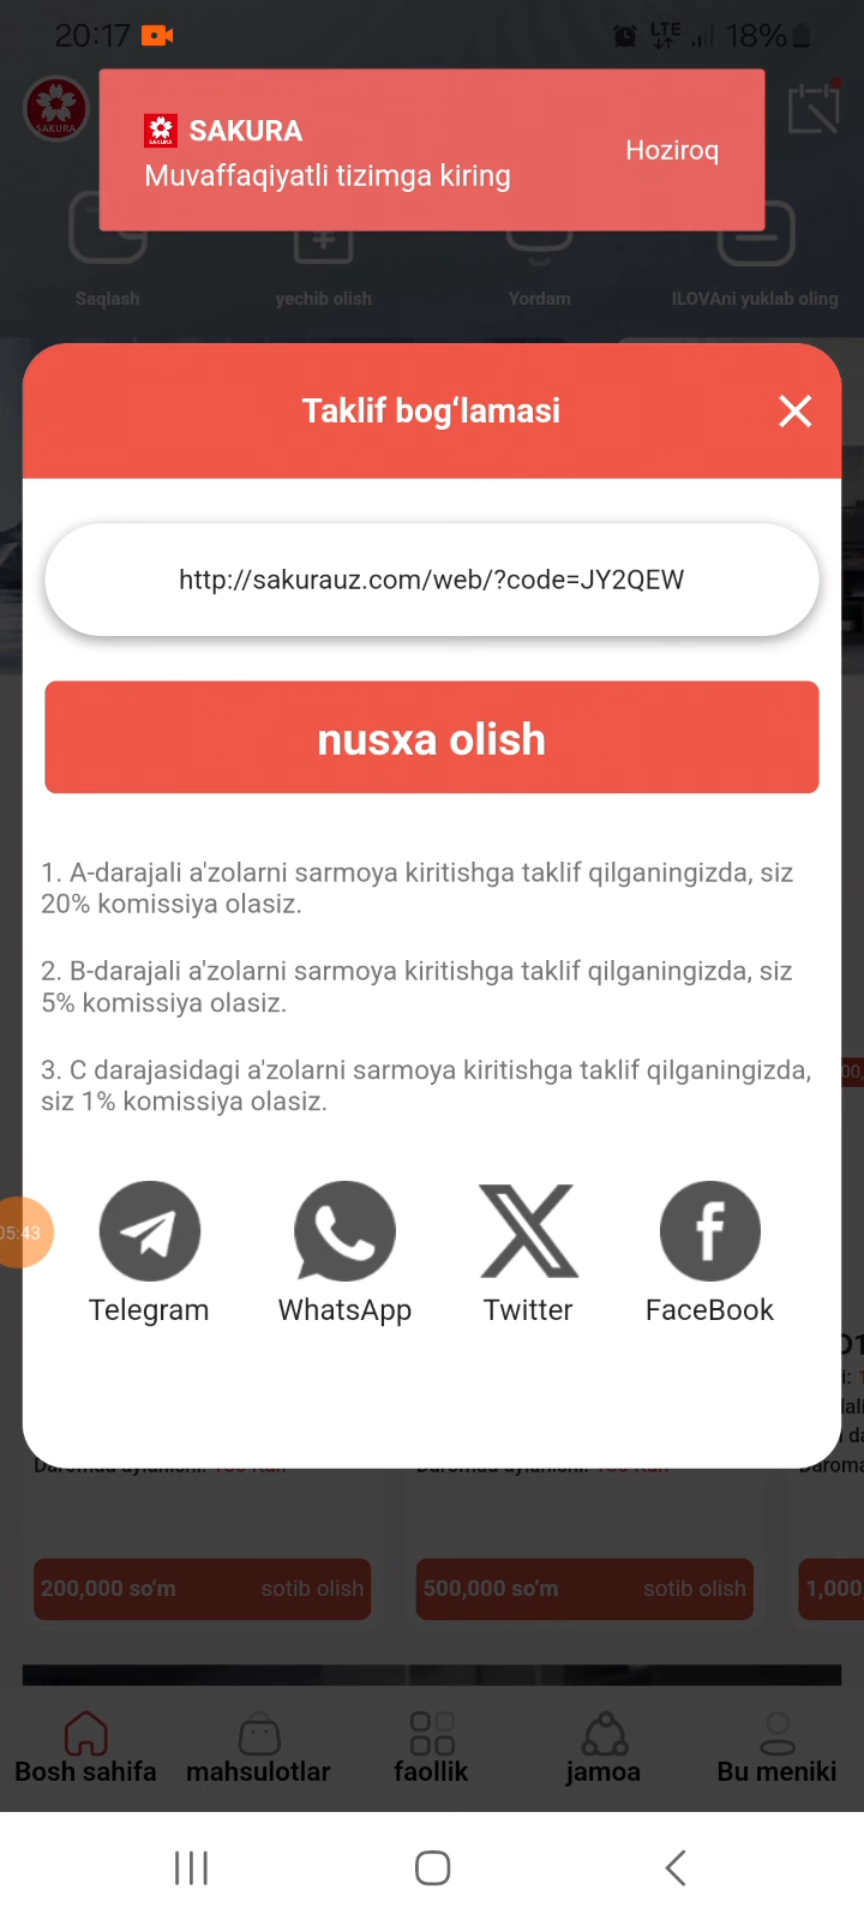 20:17
LTE
18%
SAKURA
Muvaffaqiyatli tizimga kiring
Hoziroq
SAKURA
Saqlash
yechib olish
Yordam
ILOVAni yuklab oling
Taklif bog‘lamasi
http://sakurauz.com/web/?code=JY2QEW
nusxa olish
1. A-darajali a'zolarni sarmoya kiritishga taklif qilganingizda, siz
20% komissiya olasiz.
2. B-darajali a'zolarni sarmoya kiritishga taklif qilganingizda, siz
5% komissiya olasiz.
3. C darajasidagi a'zolarni sarmoya kiritishga taklif qilganingizda,
siz 1% komissiya olasiz.
05:43
Telegram
WhatsApp
Twitter
FaceBook
200,000 so'm
sotib olish
500,000 so'm
sotib olish
1,000
Bosh sahifa
mahsulotlar
faollik
jamoa
Bu meniki